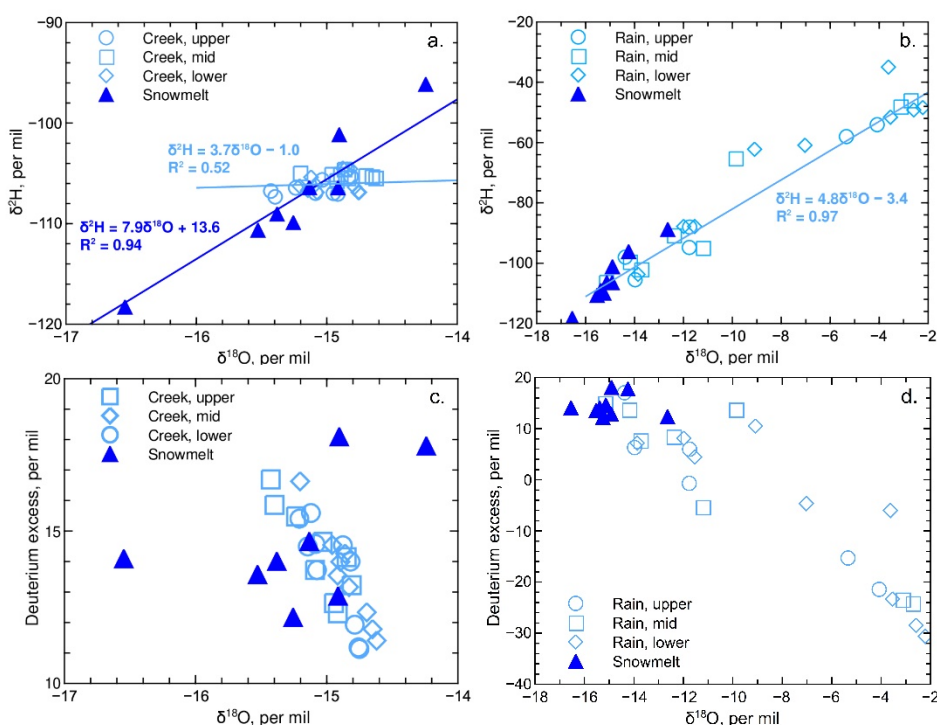 a.
Creek, upper
Creek, mid
Creek, lower
Snowmelt
δ²H = 3.7δ¹⁸O − 1.0
R² = 0.52
δ²H = 7.9δ¹⁸O + 13.6
R² = 0.94
−90
−100
−110
−120
δ²H, per mil
−17
−16
−15
−14
δ¹⁸O, per mil
b.
Rain, upper
Rain, mid
Rain, lower
Snowmelt
δ²H = 4.8δ¹⁸O − 3.4
R² = 0.97
−20
−40
−60
−80
−100
−120
δ²H, per mil
−18
−16
−14
−12
−10
−8
−6
−4
−2
δ¹⁸O, per mil
c.
Creek, upper
Creek, mid
Creek, lower
Snowmelt
20
15
10
Deuterium excess, per mil
−17
−16
−15
−14
δ¹⁸O, per mil
d.
20
10
0
−10
−20
−30
−40
Deuterium excess, per mil
Rain, upper
Rain, mid
Rain, lower
Snowmelt
−18
−16
−14
−12
−10
−8
−6
−4
−2
δ¹⁸O, per mil